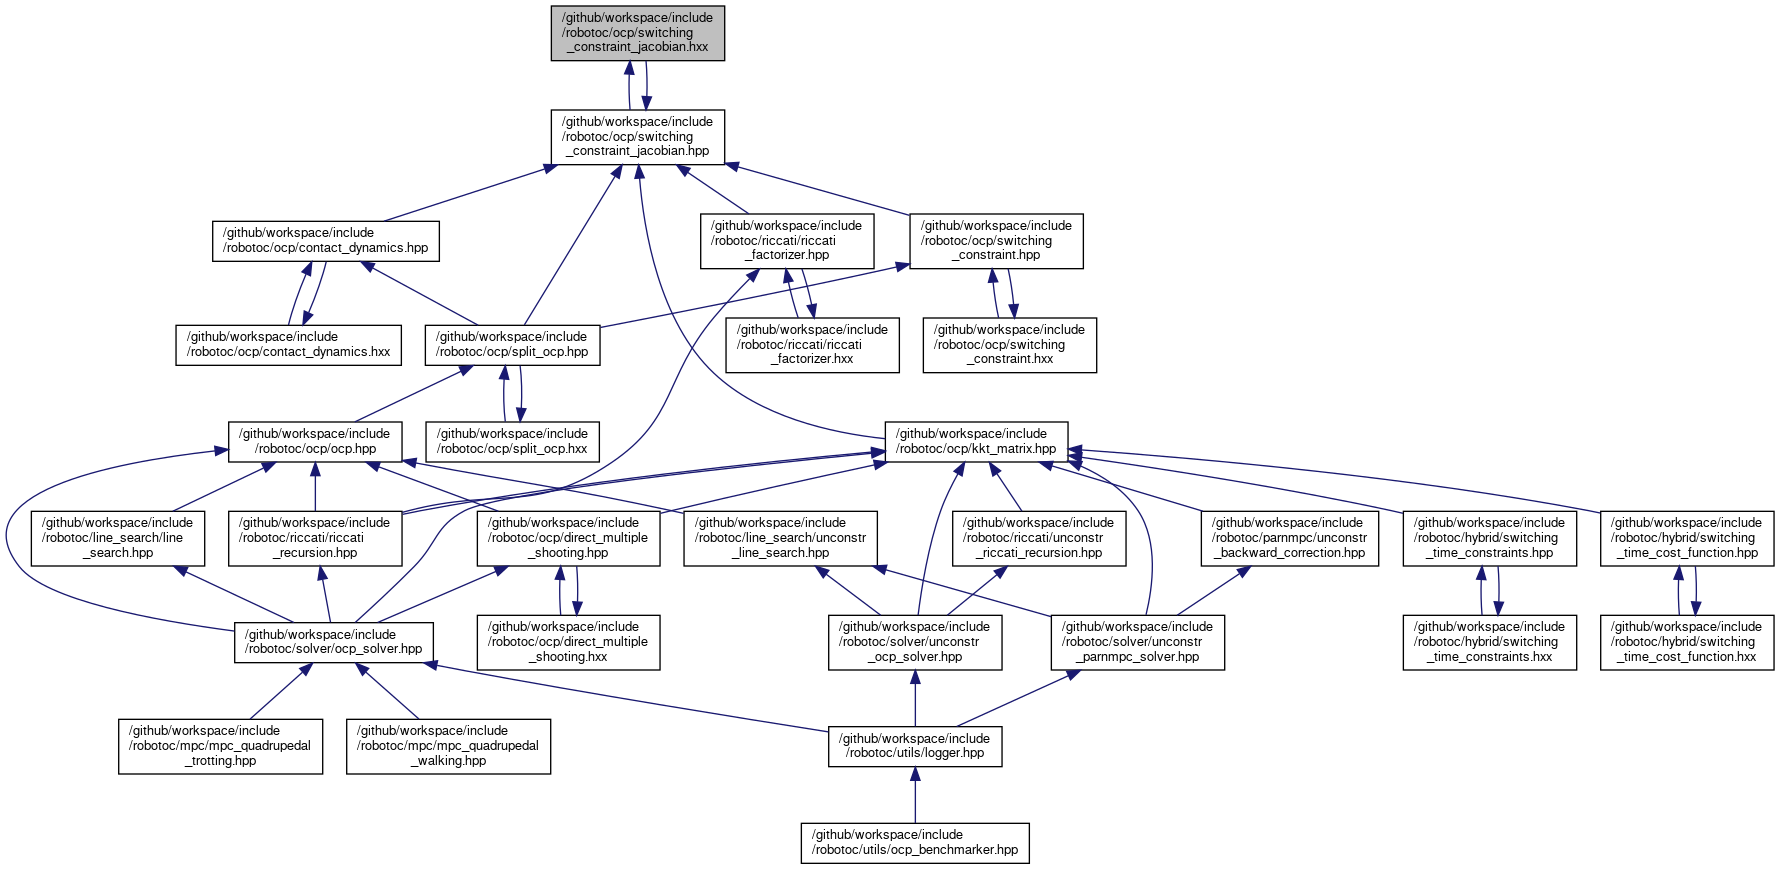 /github/workspace/include
/robotoc/ocp/switching
_constraint_jacobian.hxx
/github/workspace/include
/robotoc/ocp/switching
_constraint_jacobian.hpp
/github/workspace/include
/robotoc/ocp/contact_dynamics.hpp
/github/workspace/include
/robotoc/riccati/riccati
_factorizer.hpp
/github/workspace/include
/robotoc/ocp/switching
_constraint.hpp
/github/workspace/include
/robotoc/ocp/contact_dynamics.hxx
/github/workspace/include
/robotoc/ocp/split_ocp.hpp
/github/workspace/include
/robotoc/riccati/riccati
_factorizer.hxx
/github/workspace/include
/robotoc/ocp/switching
_constraint.hxx
/github/workspace/include
/robotoc/ocp/ocp.hpp
/github/workspace/include
/robotoc/ocp/split_ocp.hxx
/github/workspace/include
/robotoc/ocp/kkt_matrix.hpp
/github/workspace/include
/robotoc/line_search/line
_search.hpp
/github/workspace/include
/robotoc/riccati/riccati
_recursion.hpp
/github/workspace/include
/robotoc/ocp/direct_multiple
_shooting.hpp
/github/workspace/include
/robotoc/line_search/unconstr
_line_search.hpp
/github/workspace/include
/robotoc/riccati/unconstr
_riccati_recursion.hpp
/github/workspace/include
/robotoc/parnmpc/unconstr
_backward_correction.hpp
/github/workspace/include
/robotoc/hybrid/switching
_time_constraints.hpp
/github/workspace/include
/robotoc/hybrid/switching
_time_cost_function.hpp
/github/workspace/include
/robotoc/solver/ocp_solver.hpp
/github/workspace/include
/robotoc/ocp/direct_multiple
_shooting.hxx
/github/workspace/include
/robotoc/solver/unconstr
_ocp_solver.hpp
/github/workspace/include
/robotoc/solver/unconstr
_parnmpc_solver.hpp
/github/workspace/include
/robotoc/hybrid/switching
_time_constraints.hxx
/github/workspace/include
/robotoc/hybrid/switching
_time_cost_function.hxx
/github/workspace/include
/robotoc/mpc/mpc_quadrupedal
_trotting.hpp
/github/workspace/include
/robotoc/mpc/mpc_quadrupedal
_walking.hpp
/github/workspace/include
/robotoc/utils/logger.hpp
/github/workspace/include
/robotoc/utils/ocp_benchmarker.hpp